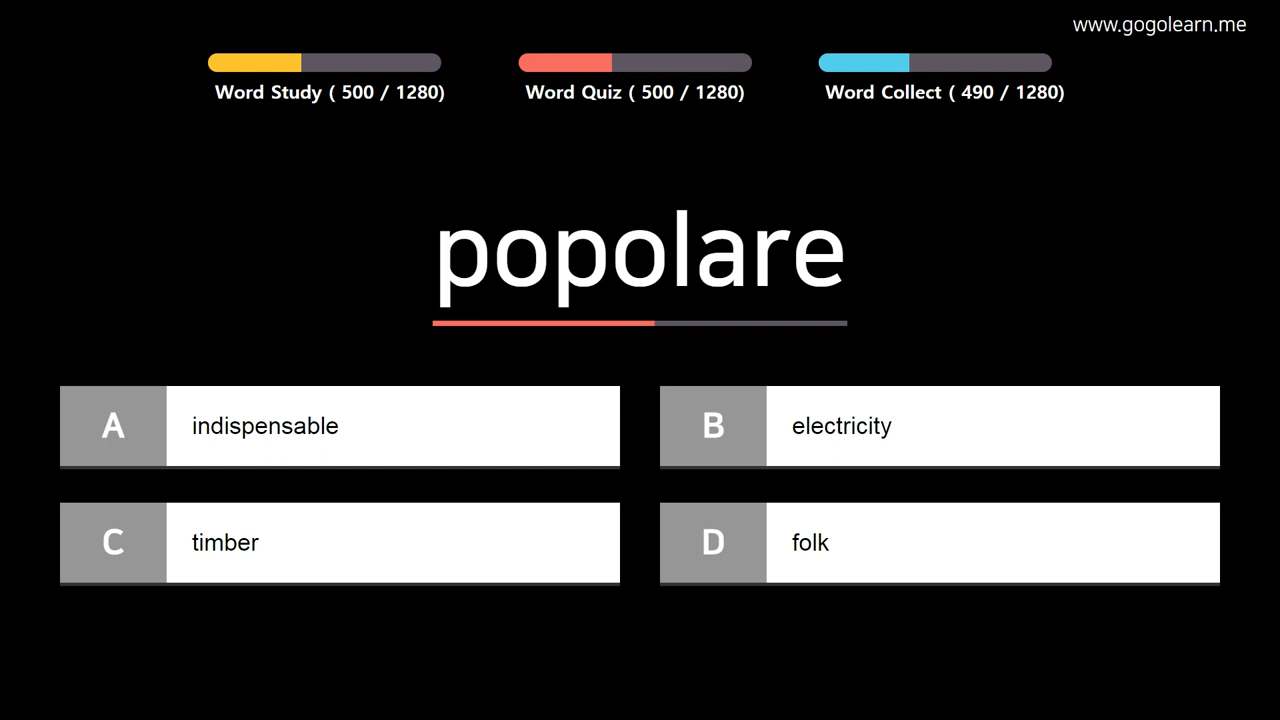 www.gogolearn.me
Word Study ( 500 / 1280)
Word Quiz ( 500 / 1280)
Word Collect ( 490 / 1280)
popolare
A indispensable
B electricity
C timber
D folk